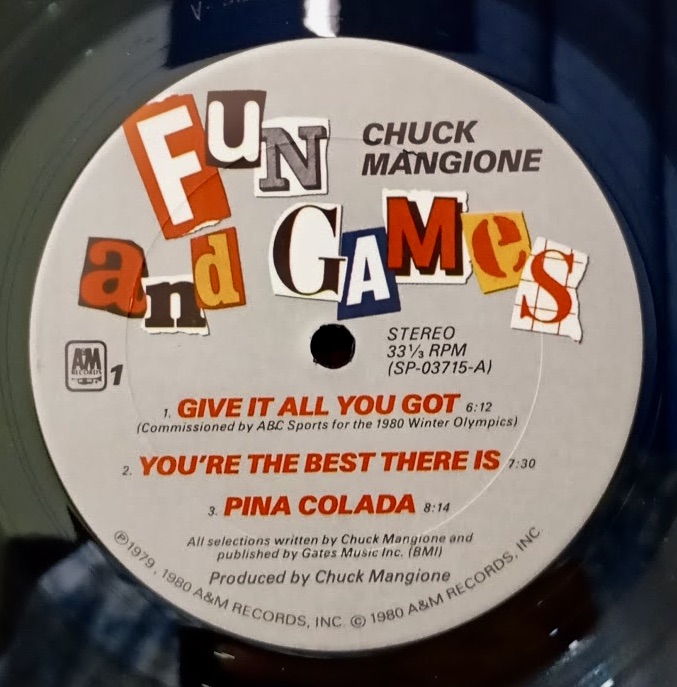 FUN
and GAMES
CHUCK
MANGIONE
STEREO
33⅓ RPM
(SP-03715-A)
A&M
RECORDS
1
1. GIVE IT ALL YOU GOT 6:12
(Commissioned by ABC Sports for the 1980 Winter Olympics)
2. YOU'RE THE BEST THERE IS 7:30
3. PINA COLADA 8:14
All selections written by Chuck Mangione and
published by Gates Music Inc. (BMI)
Produced by Chuck Mangione
℗1979, 1980 A&M RECORDS, INC. © 1980 A&M RECORDS, INC.